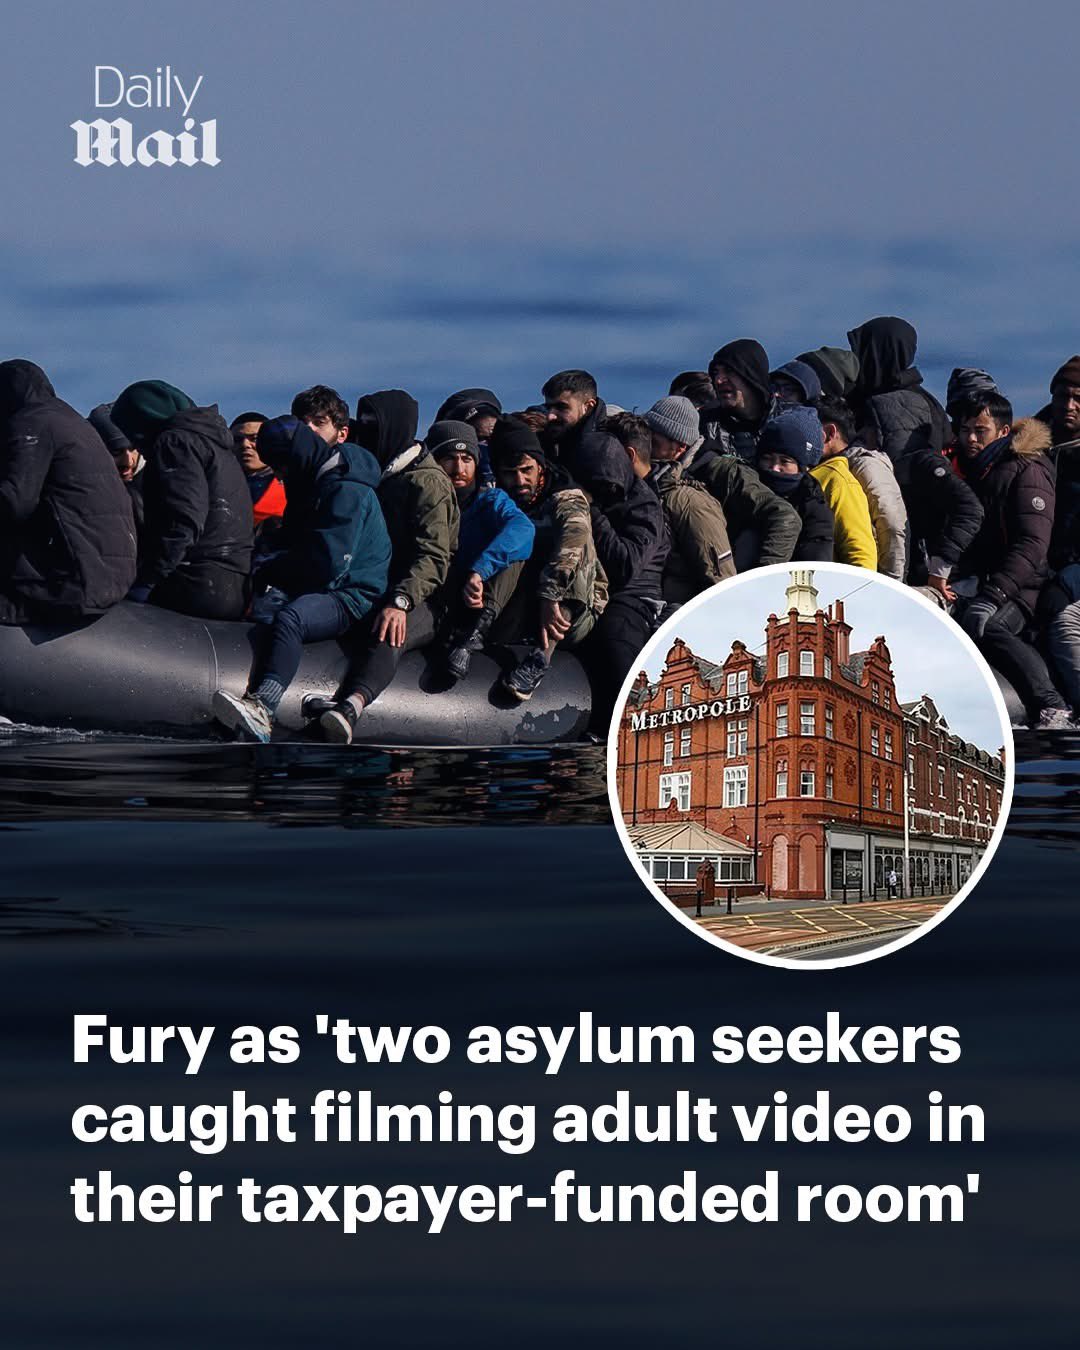 Daily
Mail
METROPOLE
Fury as 'two asylum seekers
caught filming adult video in
their taxpayer-funded room'